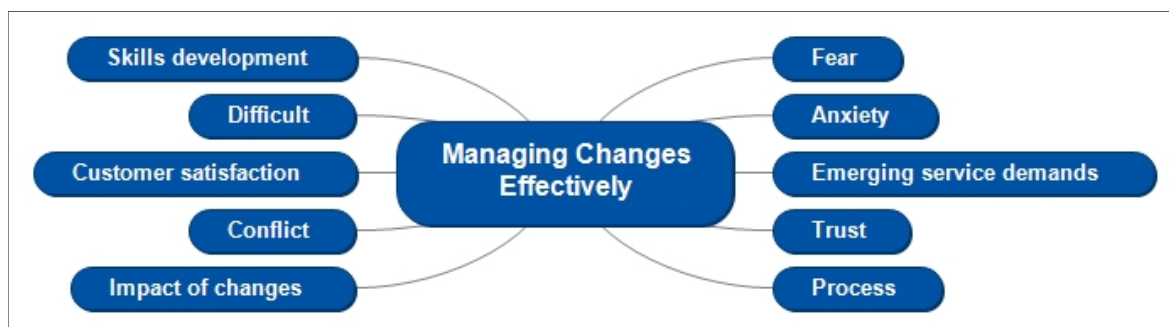 Skills development
Difficult
Customer satisfaction
Conflict
Impact of changes
Managing Changes
Effectively
Fear
Anxiety
Emerging service demands
Trust
Process